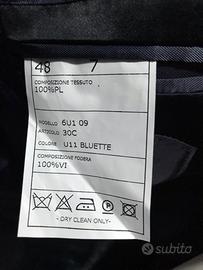 48 7
COMPOSIZIONE TESSUTO
100%PL
MODELLO 6U1 09
ARTICOLO 30C
COLORE U11 BLUETTE
COMPOSIZIONE FODERA
100%VI
- DRY CLEAN ONLY-
subito